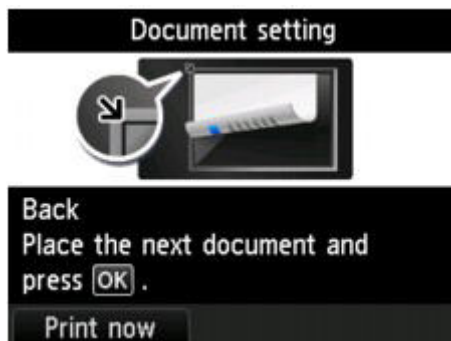 Document setting
Back
Place the next document and
press OK .
Print now